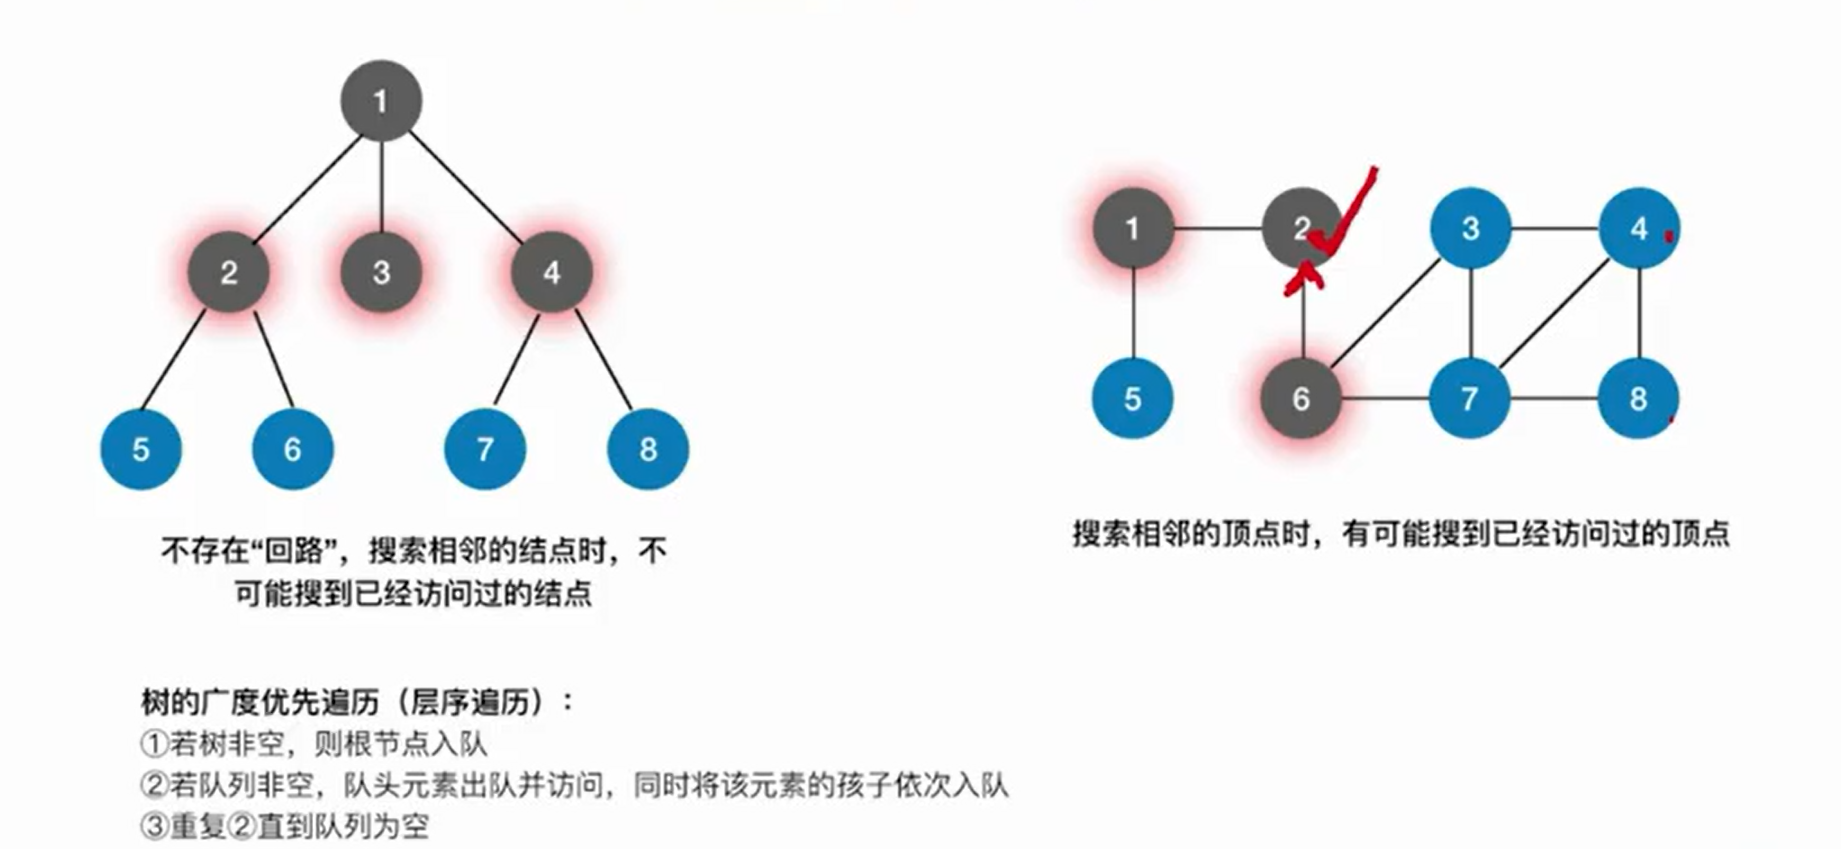 1
2
3
4
5
6
7
8
不存在“回路”，搜索相邻的结点时，不
可能搜到已经访问过的结点
1
2
3
4
5
6
7
8
搜索相邻的顶点时，有可能搜到已经访问过的顶点
树的广度优先遍历（层序遍历）：
①若树非空，则根节点入队
②若队列非空，队头元素出队并访问，同时将该元素的孩子依次入队
③重复②直到队列为空